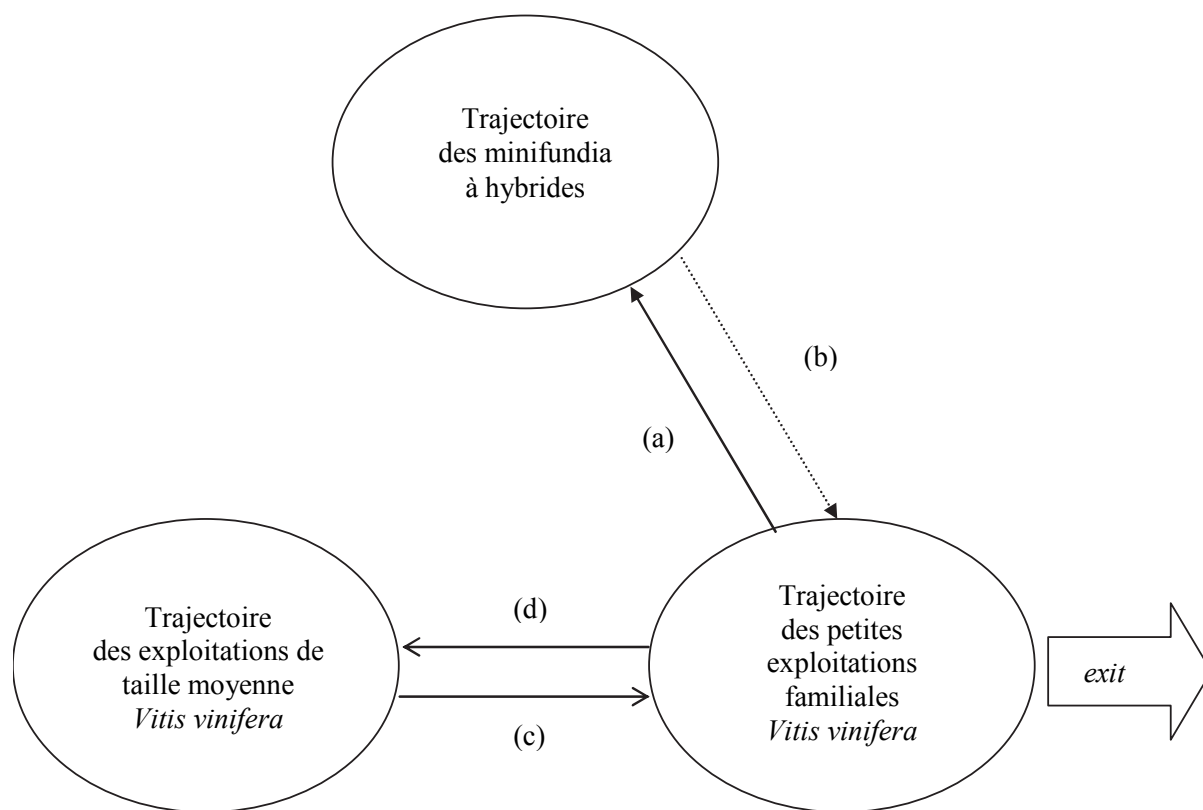 Trajectoire
des minifundia
à hybrides
(b)
(a)
(d)
Trajectoire
des exploitations de
taille moyenne
Vitis vinifera
(c)
Trajectoire
des petites
exploitations
familiales
Vitis vinifera
exit